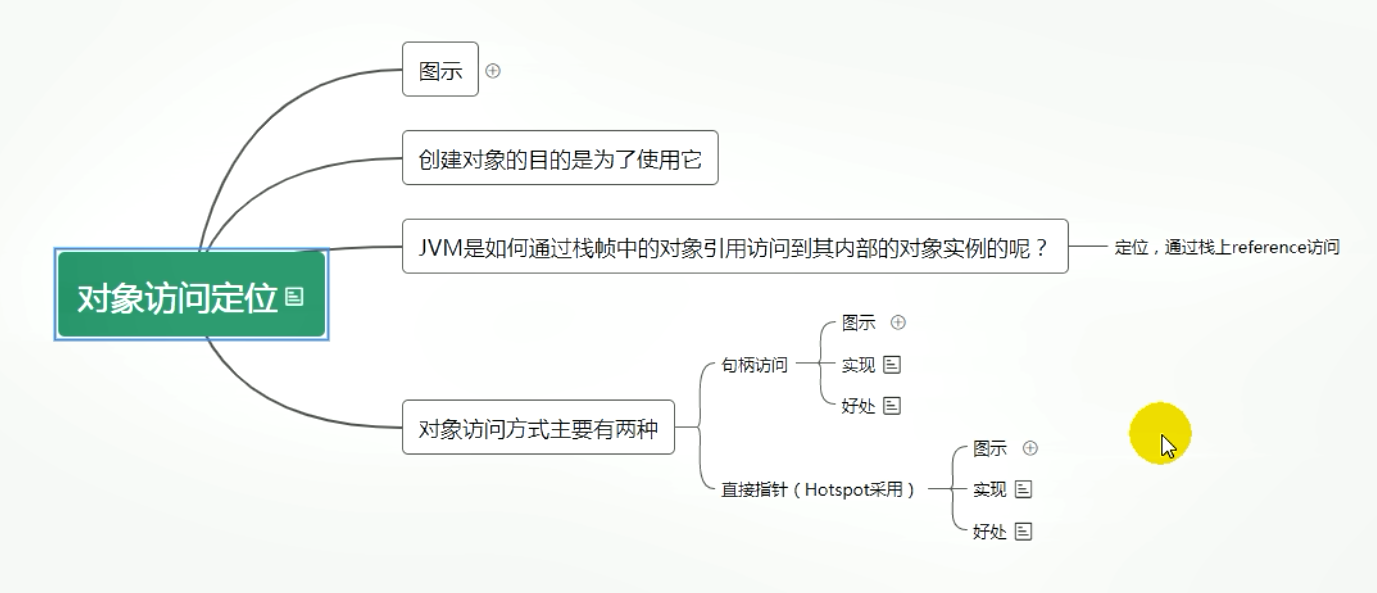 图示
创建对象的目的是为了使用它
JVM是如何通过栈帧中的对象引用访问到其内部的对象实例的呢？
定位，通过栈上reference访问
对象访问定位
对象访问方式主要有两种
句柄访问
图示
实现
好处
直接指针（Hotspot采用）
图示
实现
好处